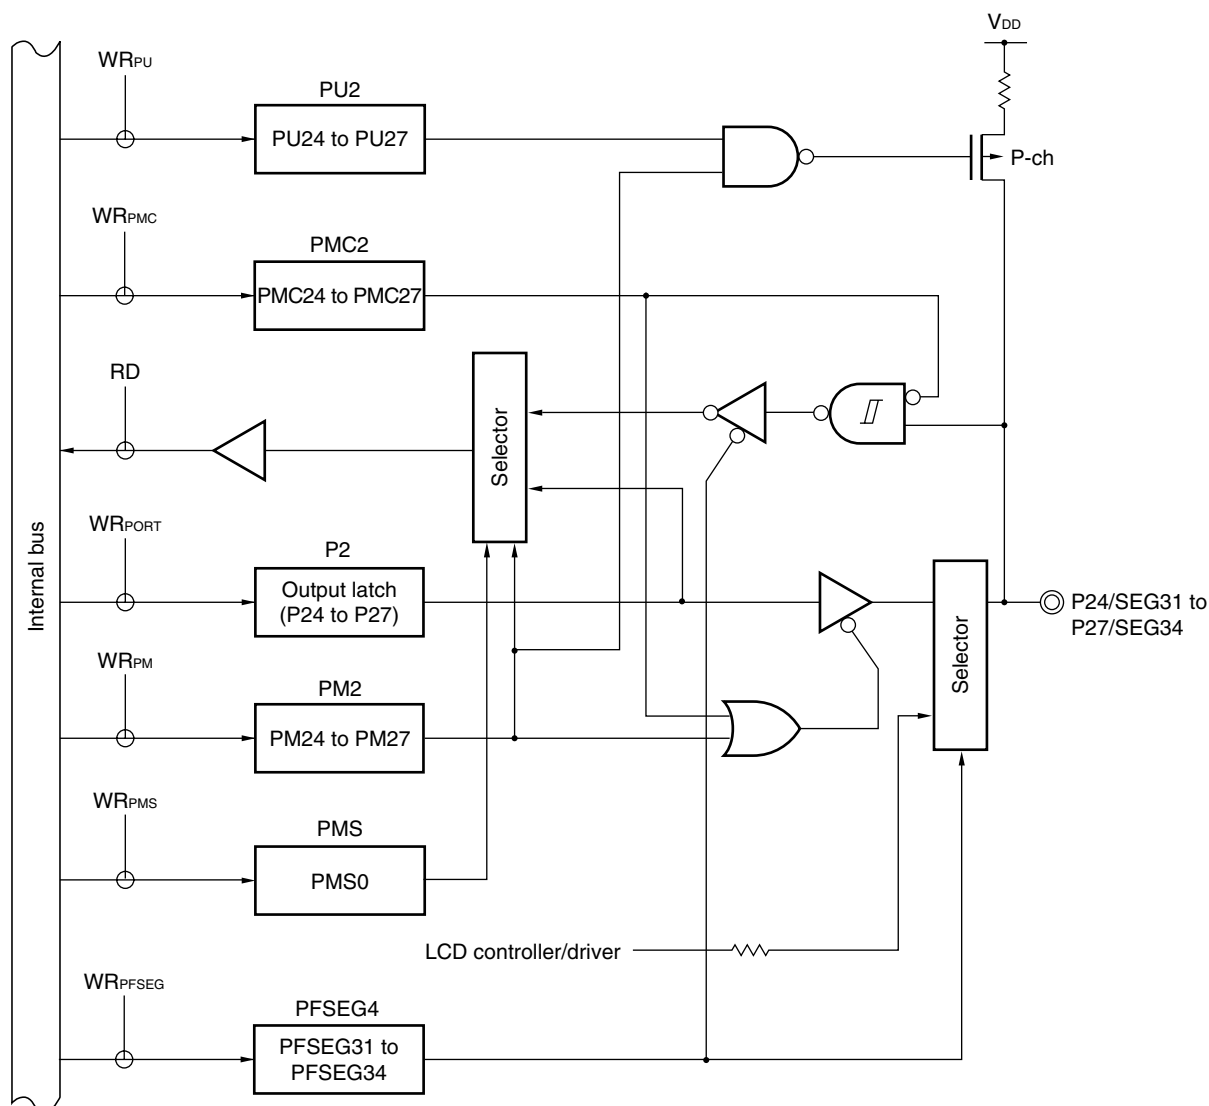 VDD
WRPU
PU2
PU24 to PU27
P-ch
WRPMC
PMC2
PMC24 to PMC27
RD
Selector
WRPORT
P2
Internal bus
Output latch
(P24 to P27)
Selector
P24/SEG31 to
P27/SEG34
WRPM
PM2
PM24 to PM27
WRPMS
PMS
PMS0
LCD controller/driver
WRPFSEG
PFSEG4
PFSEG31 to
PFSEG34